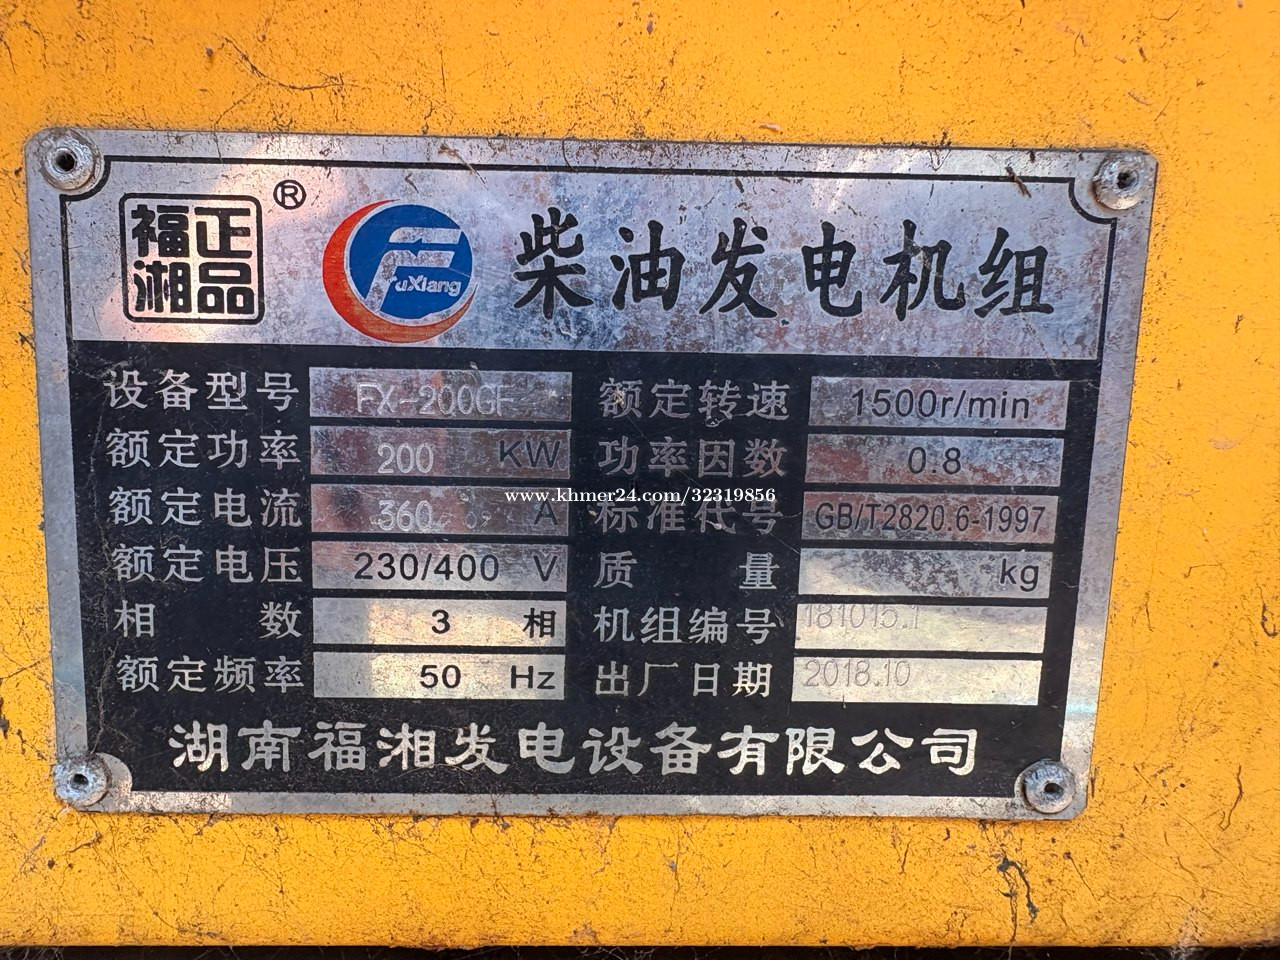 福正
湘品
®
FuXiang
柴油发电机组
设备型号 FX-200GF 额定转速 1500r/min
额定功率 200 KW 功率因数 0.8
www.khmer24.com/32319856
额定电流 360 A 标准代号 GB/T2820.6-1997
额定电压 230/400 V 质量 kg
相数 3 相 机组编号 181015.1
额定频率 50 Hz 出厂日期 2018.10
湖南福湘发电设备有限公司